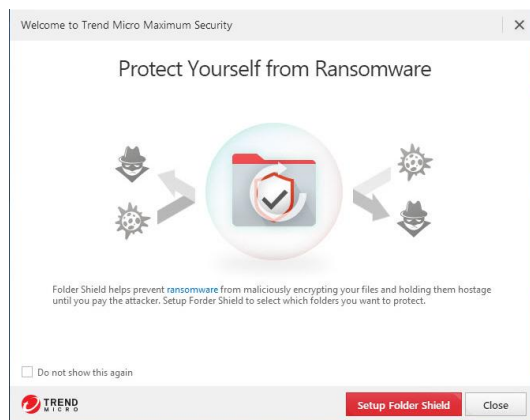 Welcome to Trend Micro Maximum Security
Protect Yourself from Ransomware
Folder Shield helps prevent ransomware from maliciously encrypting your files and holding them hostage
until you pay the attacker. Setup Forder Shield to select which folders you want to protect.
Do not show this again
TREND
MICRO
Setup Folder Shield
Close